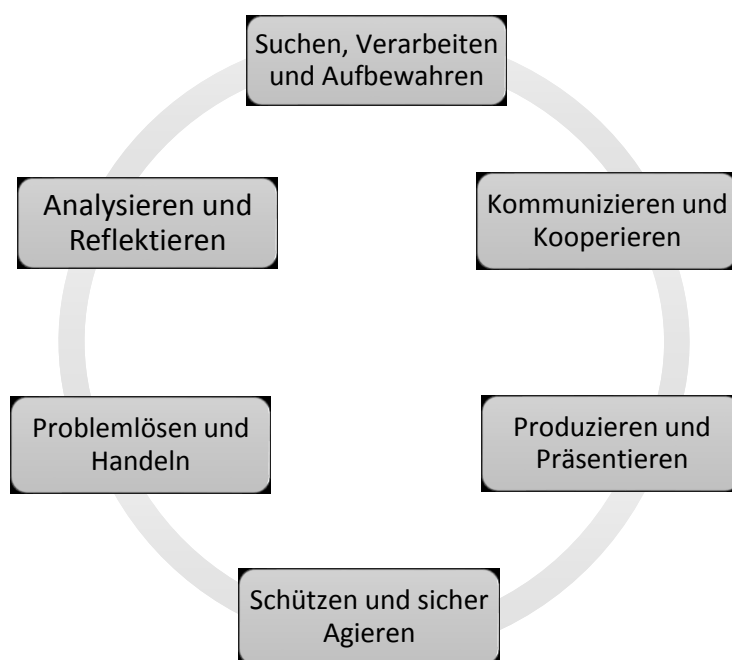 Suchen, Verarbeiten
und Aufbewahren
Kommunizieren und
Kooperieren
Produzieren und
Präsentieren
Schützen und sicher
Agieren
Problemlösen und
Handeln
Analysieren und
Reflektieren